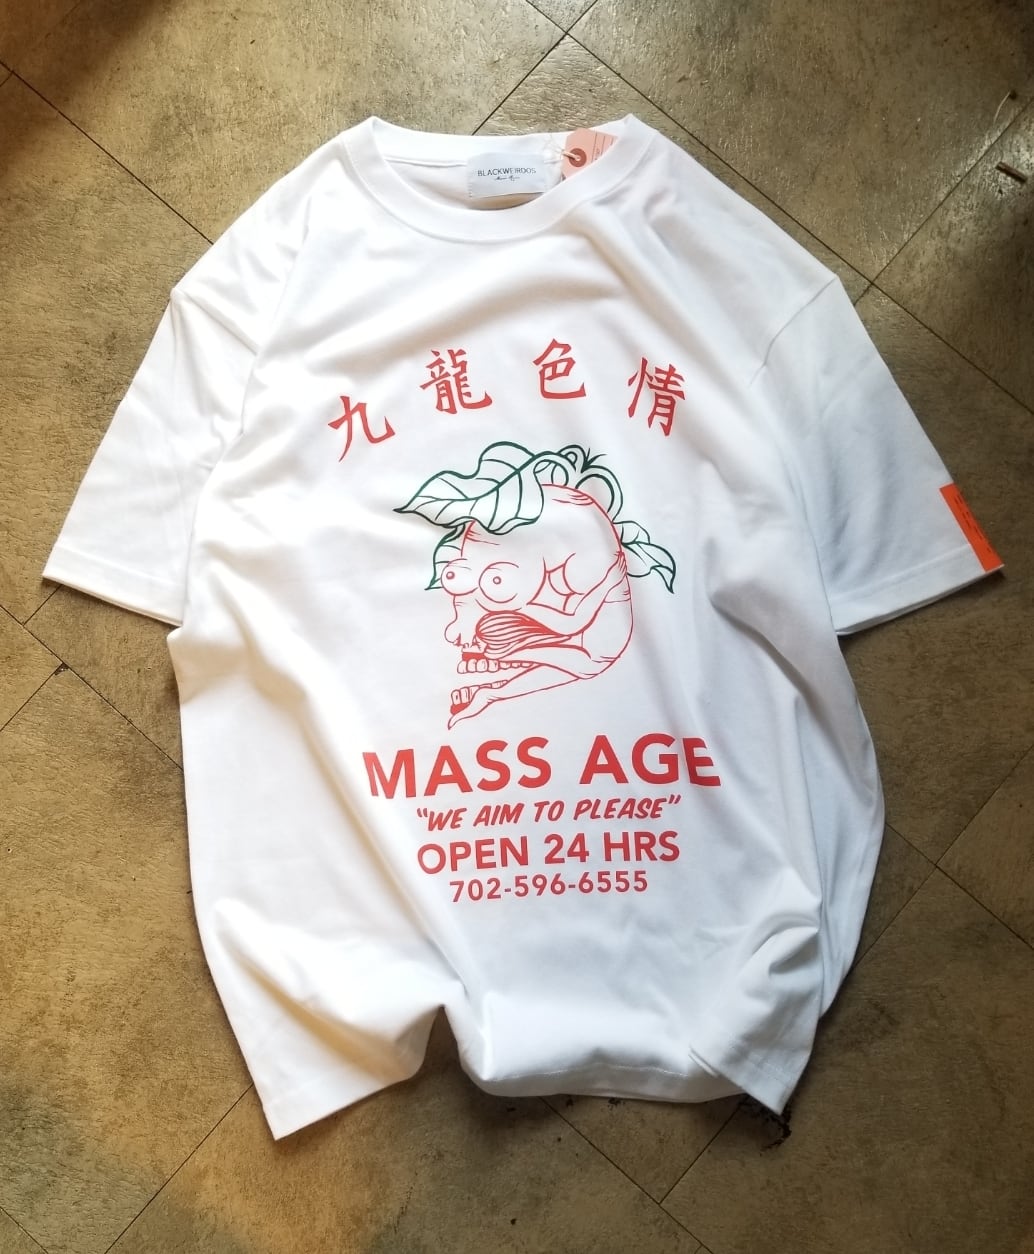 BLACKWEIRDOS
九龍色情
MASS AGE
"WE AIM TO PLEASE"
OPEN 24 HRS
702-596-6555